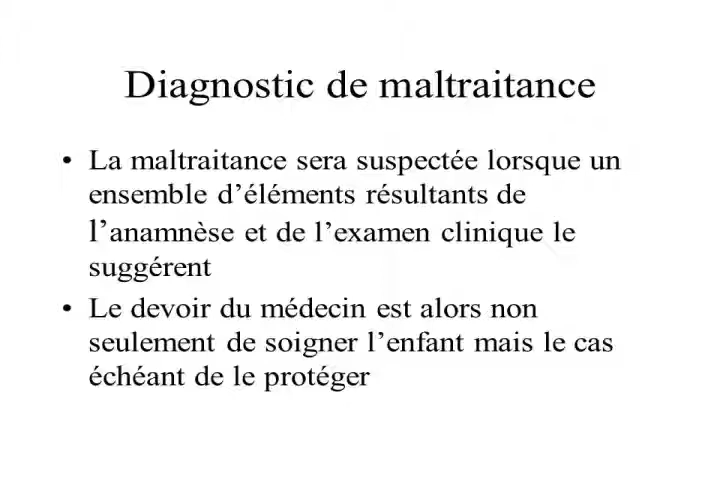 Diagnostic de maltraitance
• La maltraitance sera suspectée lorsque un
ensemble d’éléments résultants de
l’anamnèse et de l’examen clinique le
suggérent
• Le devoir du médecin est alors non
seulement de soigner l’enfant mais le cas
échéant de le protéger